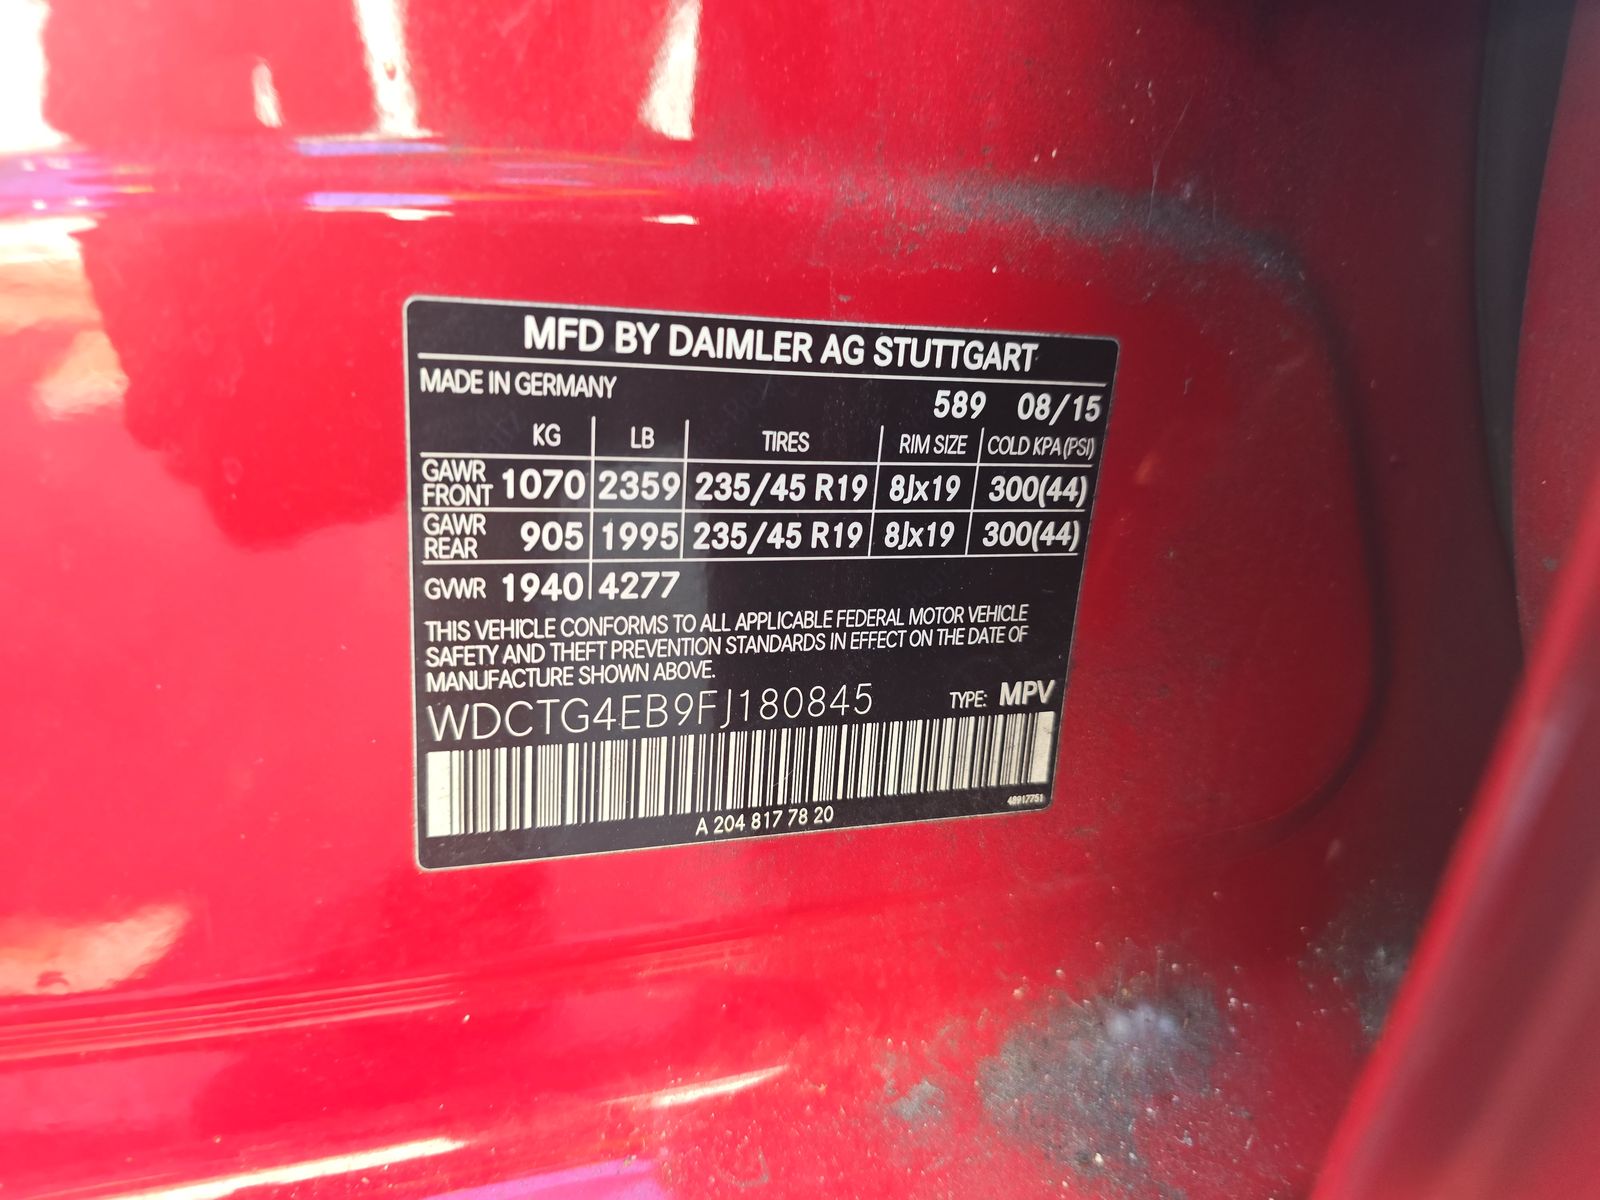 MFD BY DAIMLER AG STUTTGART
MADE IN GERMANY
589 08/15
KG LB TIRES RIM SIZE COLD KPA(PSI)
GAWR FRONT 1070 2359 235/45 R19 8Jx19 300(44)
GAWR REAR 905 1995 235/45 R19 8Jx19 300(44)
GVWR 1940 4277
THIS VEHICLE CONFORMS TO ALL APPLICABLE FEDERAL MOTOR VEHICLE
SAFETY AND THEFT PREVENTION STANDARDS IN EFFECT ON THE DATE OF
MANUFACTURE SHOWN ABOVE.
WDCTG4EB9FJ180845 TYPE: MPV
A 204 817 78 20
48917751